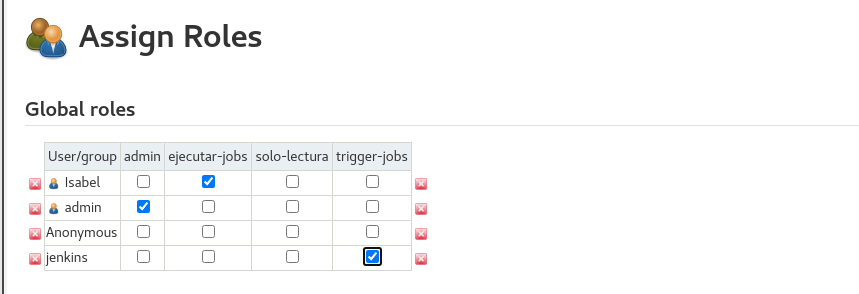 Assign Roles
Global roles
User/group admin ejecutar-jobs solo-lectura trigger-jobs
Isabel
admin
Anonymous
jenkins